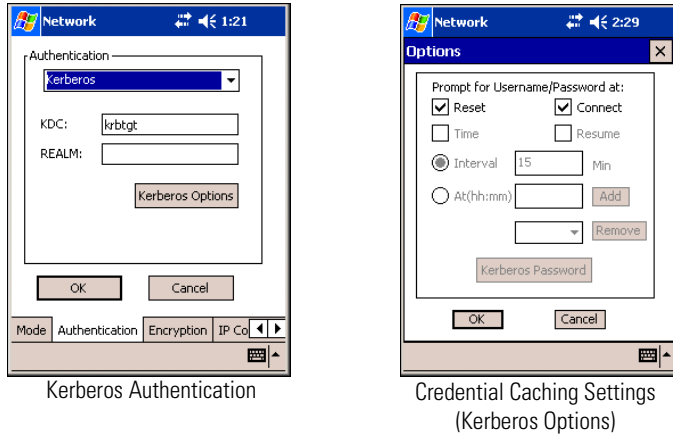 Network 1:21
Authentication
Kerberos
KDC: krbtgt
REALM:
Kerberos Options
OK Cancel
Mode Authentication Encryption IP Co
Kerberos Authentication
Network 2:29
Options
Prompt for Username/Password at:
Reset Connect
Time Resume
Interval 15 Min
At(hh:mm) Add
Remove
Kerberos Password
OK Cancel
Credential Caching Settings
(Kerberos Options)